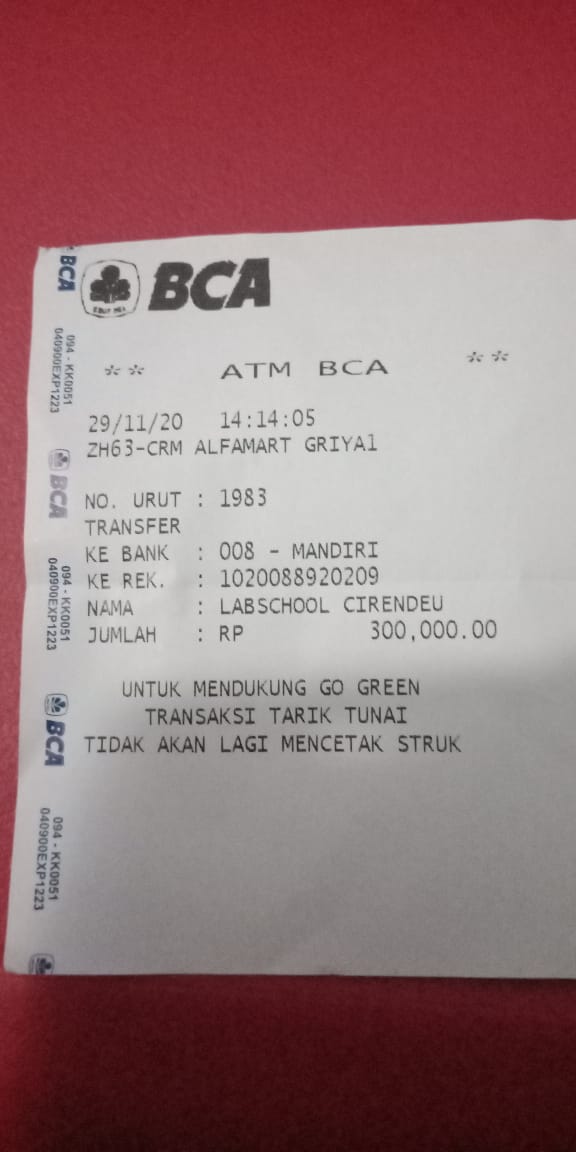 BCA
** ATM BCA **
29/11/20 14:14:05
ZH63-CRM ALFAMART GRIYA1
NO. URUT : 1983
TRANSFER
KE BANK : 008 - MANDIRI
KE REK. : 1020088920209
NAMA : LABSCHOOL CIRENDEU
JUMLAH : RP 300,000.00
UNTUK MENDUKUNG GO GREEN
TRANSAKSI TARIK TUNAI
TIDAK AKAN LAGI MENCETAK STRUK
BCA
094 - KK0051
040900EXP1223
BCA
094 - KK0051
040900EXP1223
BCA
094 - KK0051
040900EXP1223